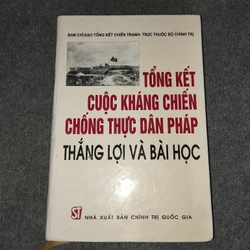 BAN CHỈ ĐẠO TỔNG KẾT CHIẾN TRANH- TRỰC THUỘC BỘ CHÍNH TRỊ
TỔNG KẾT
CUỘC KHÁNG CHIẾN
CHỐNG THỰC DÂN PHÁP
THẮNG LỢI VÀ BÀI HỌC
ST NHÀ XUẤT BẢN CHÍNH TRỊ QUỐC GIA